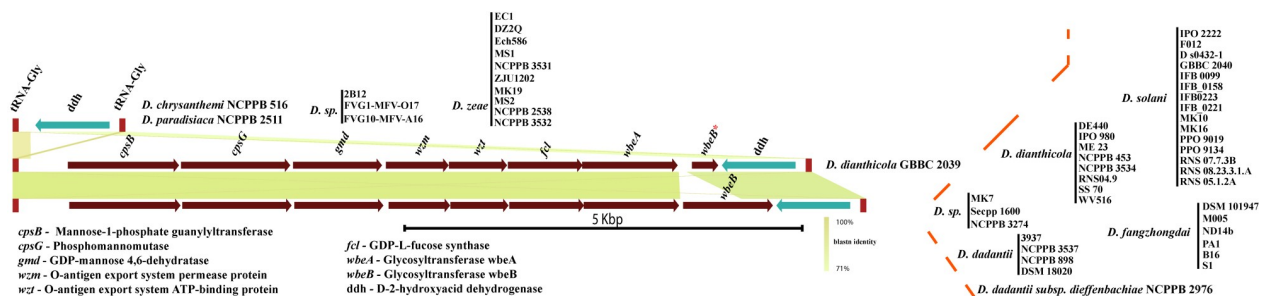 tRNA-Gly
ddh
tRNA-Gly
D. chrysanthemi NCPPB 516
D. paradisiaca NCPPB 2511
D. sp.
2B12
FVG1-MFV-O17
FVG10-MFV-A16
D. zeae
EC1
DZ2Q
Ech586
MS1
NCPPB 3531
ZJU1202
MK19
MS2
NCPPB 2538
NCPPB 3532
cpsB
cpsG
gmd
wzm
wzt
fcl
wbeA
wbeB*
ddh
D. dianthicola GBBC 2039
wbeB
5 Kbp
100%
blastn identity
71%
cpsB - Mannose-1-phosphate guanylyltransferase
cpsG - Phosphomannomutase
gmd - GDP-mannose 4,6-dehydratase
wzm - O-antigen export system permease protein
wzt - O-antigen export system ATP-binding protein
fcl - GDP-L-fucose synthase
wbeA - Glycosyltransferase wbeA
wbeB - Glycosyltransferase wbeB
ddh - D-2-hydroxyacid dehydrogenase
D. solani
IPO 2222
F012
D s0432-1
GBBC 2040
IFB 0099
IFB_0158
IFB0223
IFB_0221
MK10
MK16
PPO 9019
PPO 9134
RNS 07.7.3B
RNS 08.23.3.1.A
RNS 05.1.2A
D. dianthicola
DE440
IPO 980
ME 23
NCPPB 453
NCPPB 3534
RNS04.9
SS 70
WV516
D. sp.
MK7
Secpp 1600
NCPPB 3274
D. fangzhongdai
DSM 101947
M005
ND14b
PA1
B16
S1
D. dadantii
3937
NCPPB 3537
NCPPB 898
DSM 18020
D. dadantii subsp. dieffenbachiae NCPPB 2976